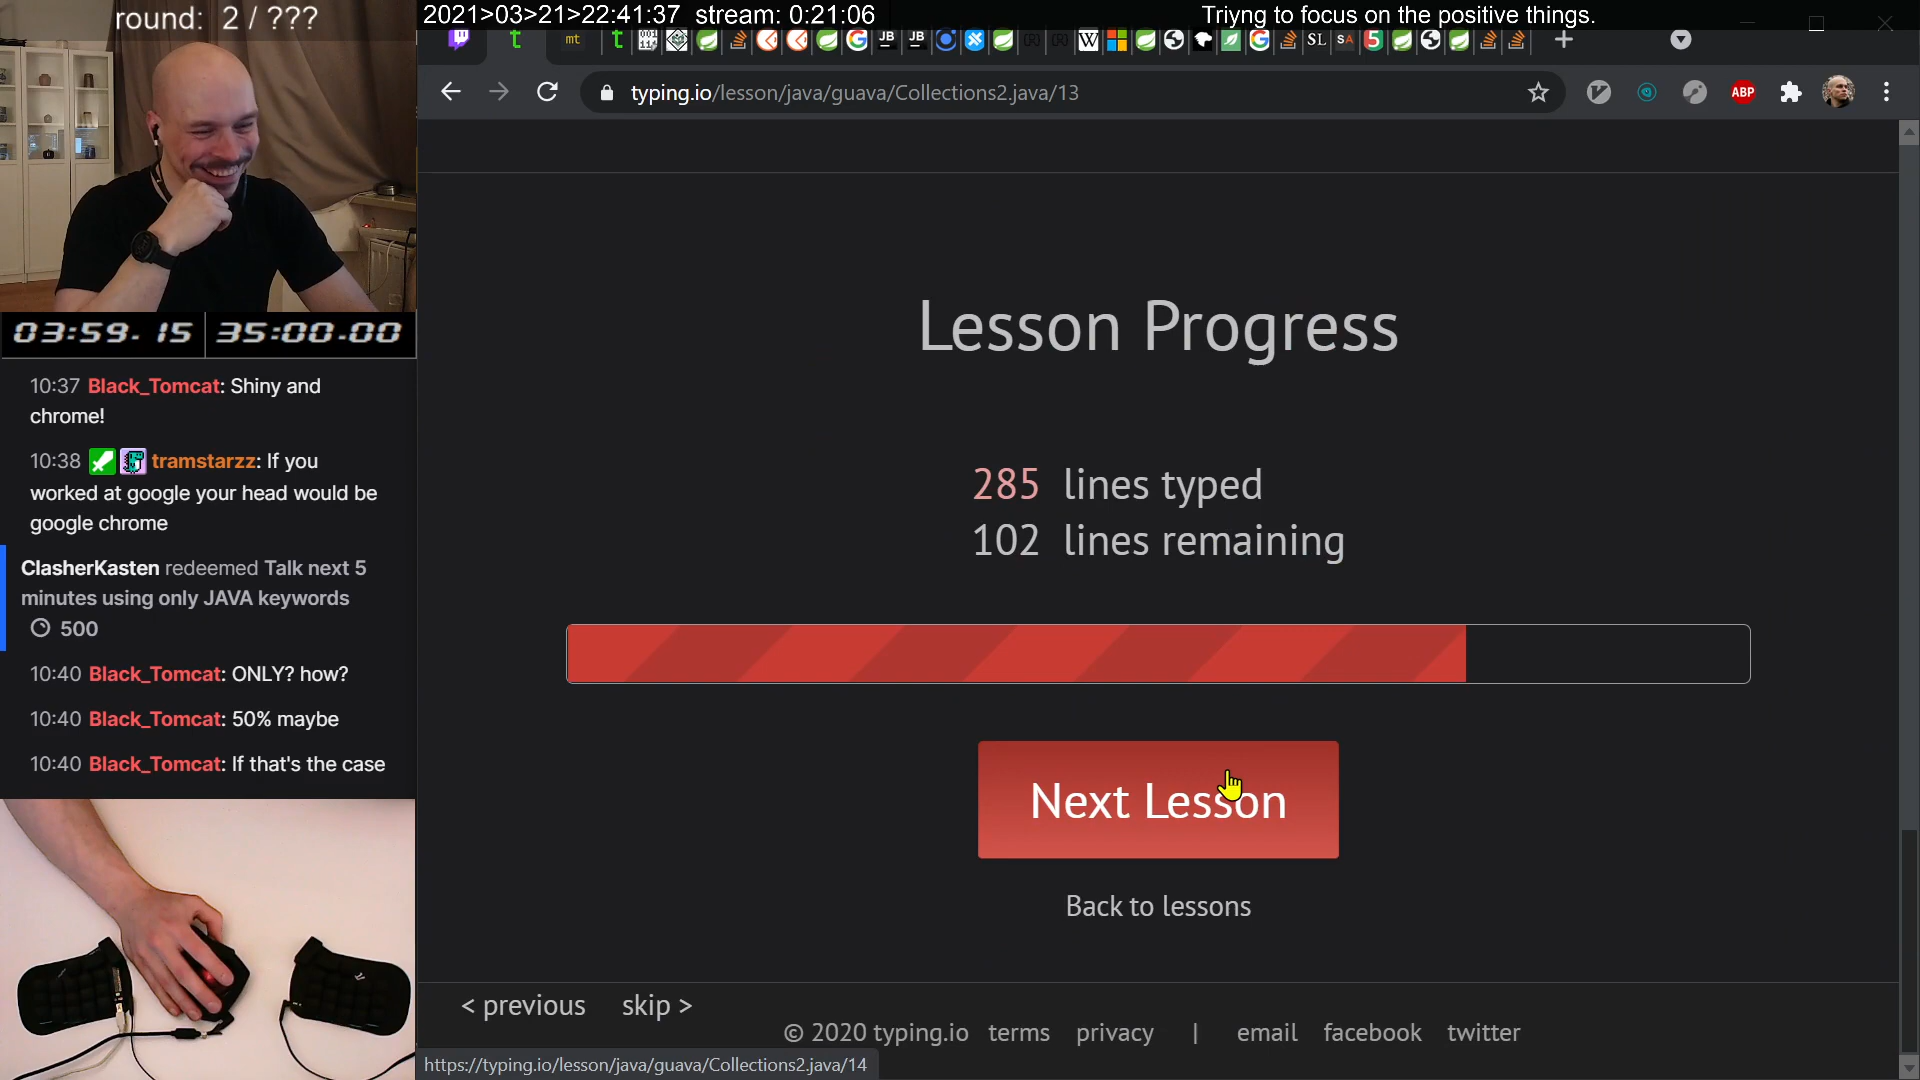 round: 2 / ???
2021>03>21>22:41:37 stream: 0:21:06
Triyng to focus on the positive things.
typing.io/lesson/java/guava/Collections2.java/13
ABP
03:59.15 35:00.00
10:37 Black_Tomcat: Shiny and
chrome!
10:38 tramstarzz: If you
worked at google your head would be
google chrome
ClasherKasten redeemed Talk next 5
minutes using only JAVA keywords
500
10:40 Black_Tomcat: ONLY? how?
10:40 Black_Tomcat: 50% maybe
10:40 Black_Tomcat: If that's the case
Lesson Progress
285 lines typed
102 lines remaining
Next Lesson
Back to lessons
< previous skip >
© 2020 typing.io terms privacy | email facebook twitter
https://typing.io/lesson/java/guava/Collections2.java/14